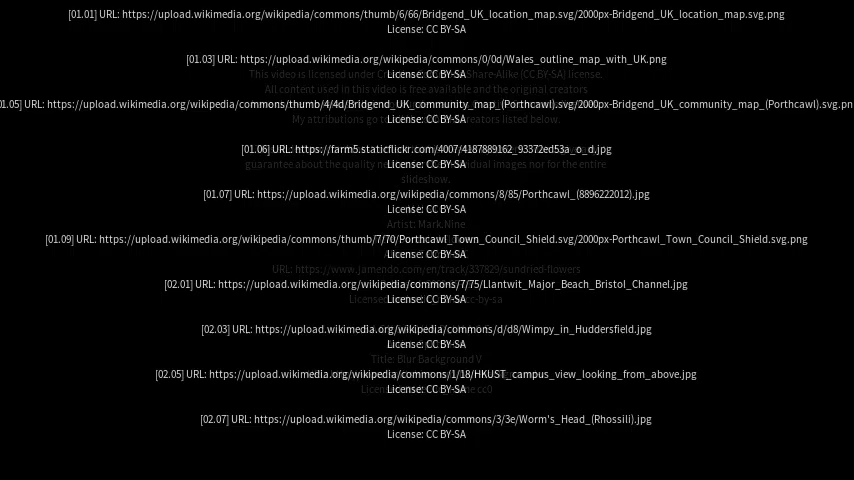 [01.01] URL: https://upload.wikimedia.org/wikipedia/commons/thumb/6/66/Bridgend_UK_location_map.svg/2000px-Bridgend_UK_location_map.svg.png
License: CC BY-SA
[01.03] URL: https://upload.wikimedia.org/wikipedia/commons/0/0d/Wales_outline_map_with_UK.png
This video is licensed under
Share-Alike (CC BY-SA) license.
License: CC BY-SA
All content used in this video is free available and the original creators
01.05] URL: https://upload.wikimedia.org/wikipedia/commons/thumb/4/4d/Bridgend_UK_community_map_(Porthcawl).svg/2000px-Bridgend_UK_community_map_(Porthcawl).svg.pn
My attributions go
listed below.
License: CC BY-SA
[01.06] URL: https://farm5.staticflickr.com/4007/4187889162_93372ed53a_o_d.jpg
guarantee about the quality
images nor for the entire
License: CC BY-SA
slideshow.
[01.07] URL: https://upload.wikimedia.org/wikipedia/commons/8/85/Porthcawl_(8896222012).jpg
License: CC BY-SA
Artist: Mark.Nine
[01.09] URL: https://upload.wikimedia.org/wikipedia/commons/thumb/7/70/Porthcawl_Town_Council_Shield.svg/2000px-Porthcawl_Town_Council_Shield.svg.png
License: CC BY-SA
URL: https://www.jamendo.com/en/track/337829/sundried-flowers
[02.01] URL: https://upload.wikimedia.org/wikipedia/commons/7/75/Llantwit_Major_Beach_Bristol_Channel.jpg
License: CC BY-SA
[02.03] URL: https://upload.wikimedia.org/wikipedia/commons/d/d8/Wimpy_in_Huddersfield.jpg
License: CC BY-SA
Title: Blur Background V
[02.05] URL: https://upload.wikimedia.org/wikipedia/commons/1/18/HKUST_campus_view_looking_from_above.jpg
License: CC BY-SA
[02.07] URL: https://upload.wikimedia.org/wikipedia/commons/3/3e/Worm's_Head_(Rhossili).jpg
License: CC BY-SA